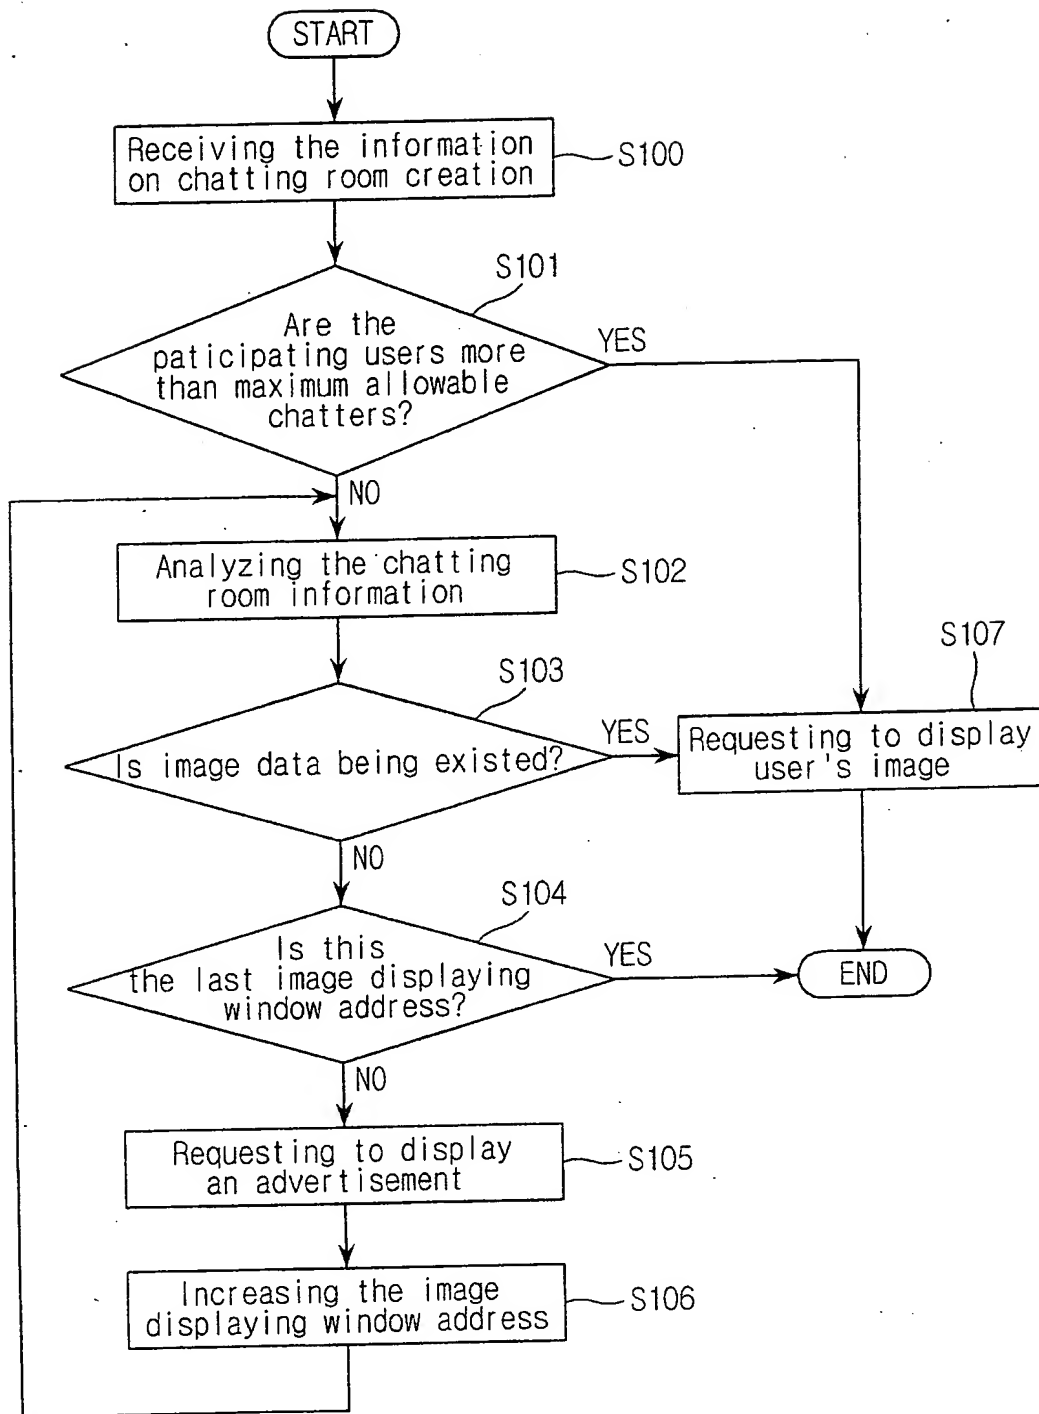 START
Receiving the information
on chatting room creation
S100
S101
Are the
paticipating users more
than maximum allowable
chatters?
YES
NO
Analyzing the chatting
room information
S102
S103
S107
Is image data being existed?
YES
Requesting to display
user's image
NO
S104
Is this
the last image displaying
window address?
YES
END
NO
Requesting to display
an advertisement
S105
Increasing the image
displaying window address
S106